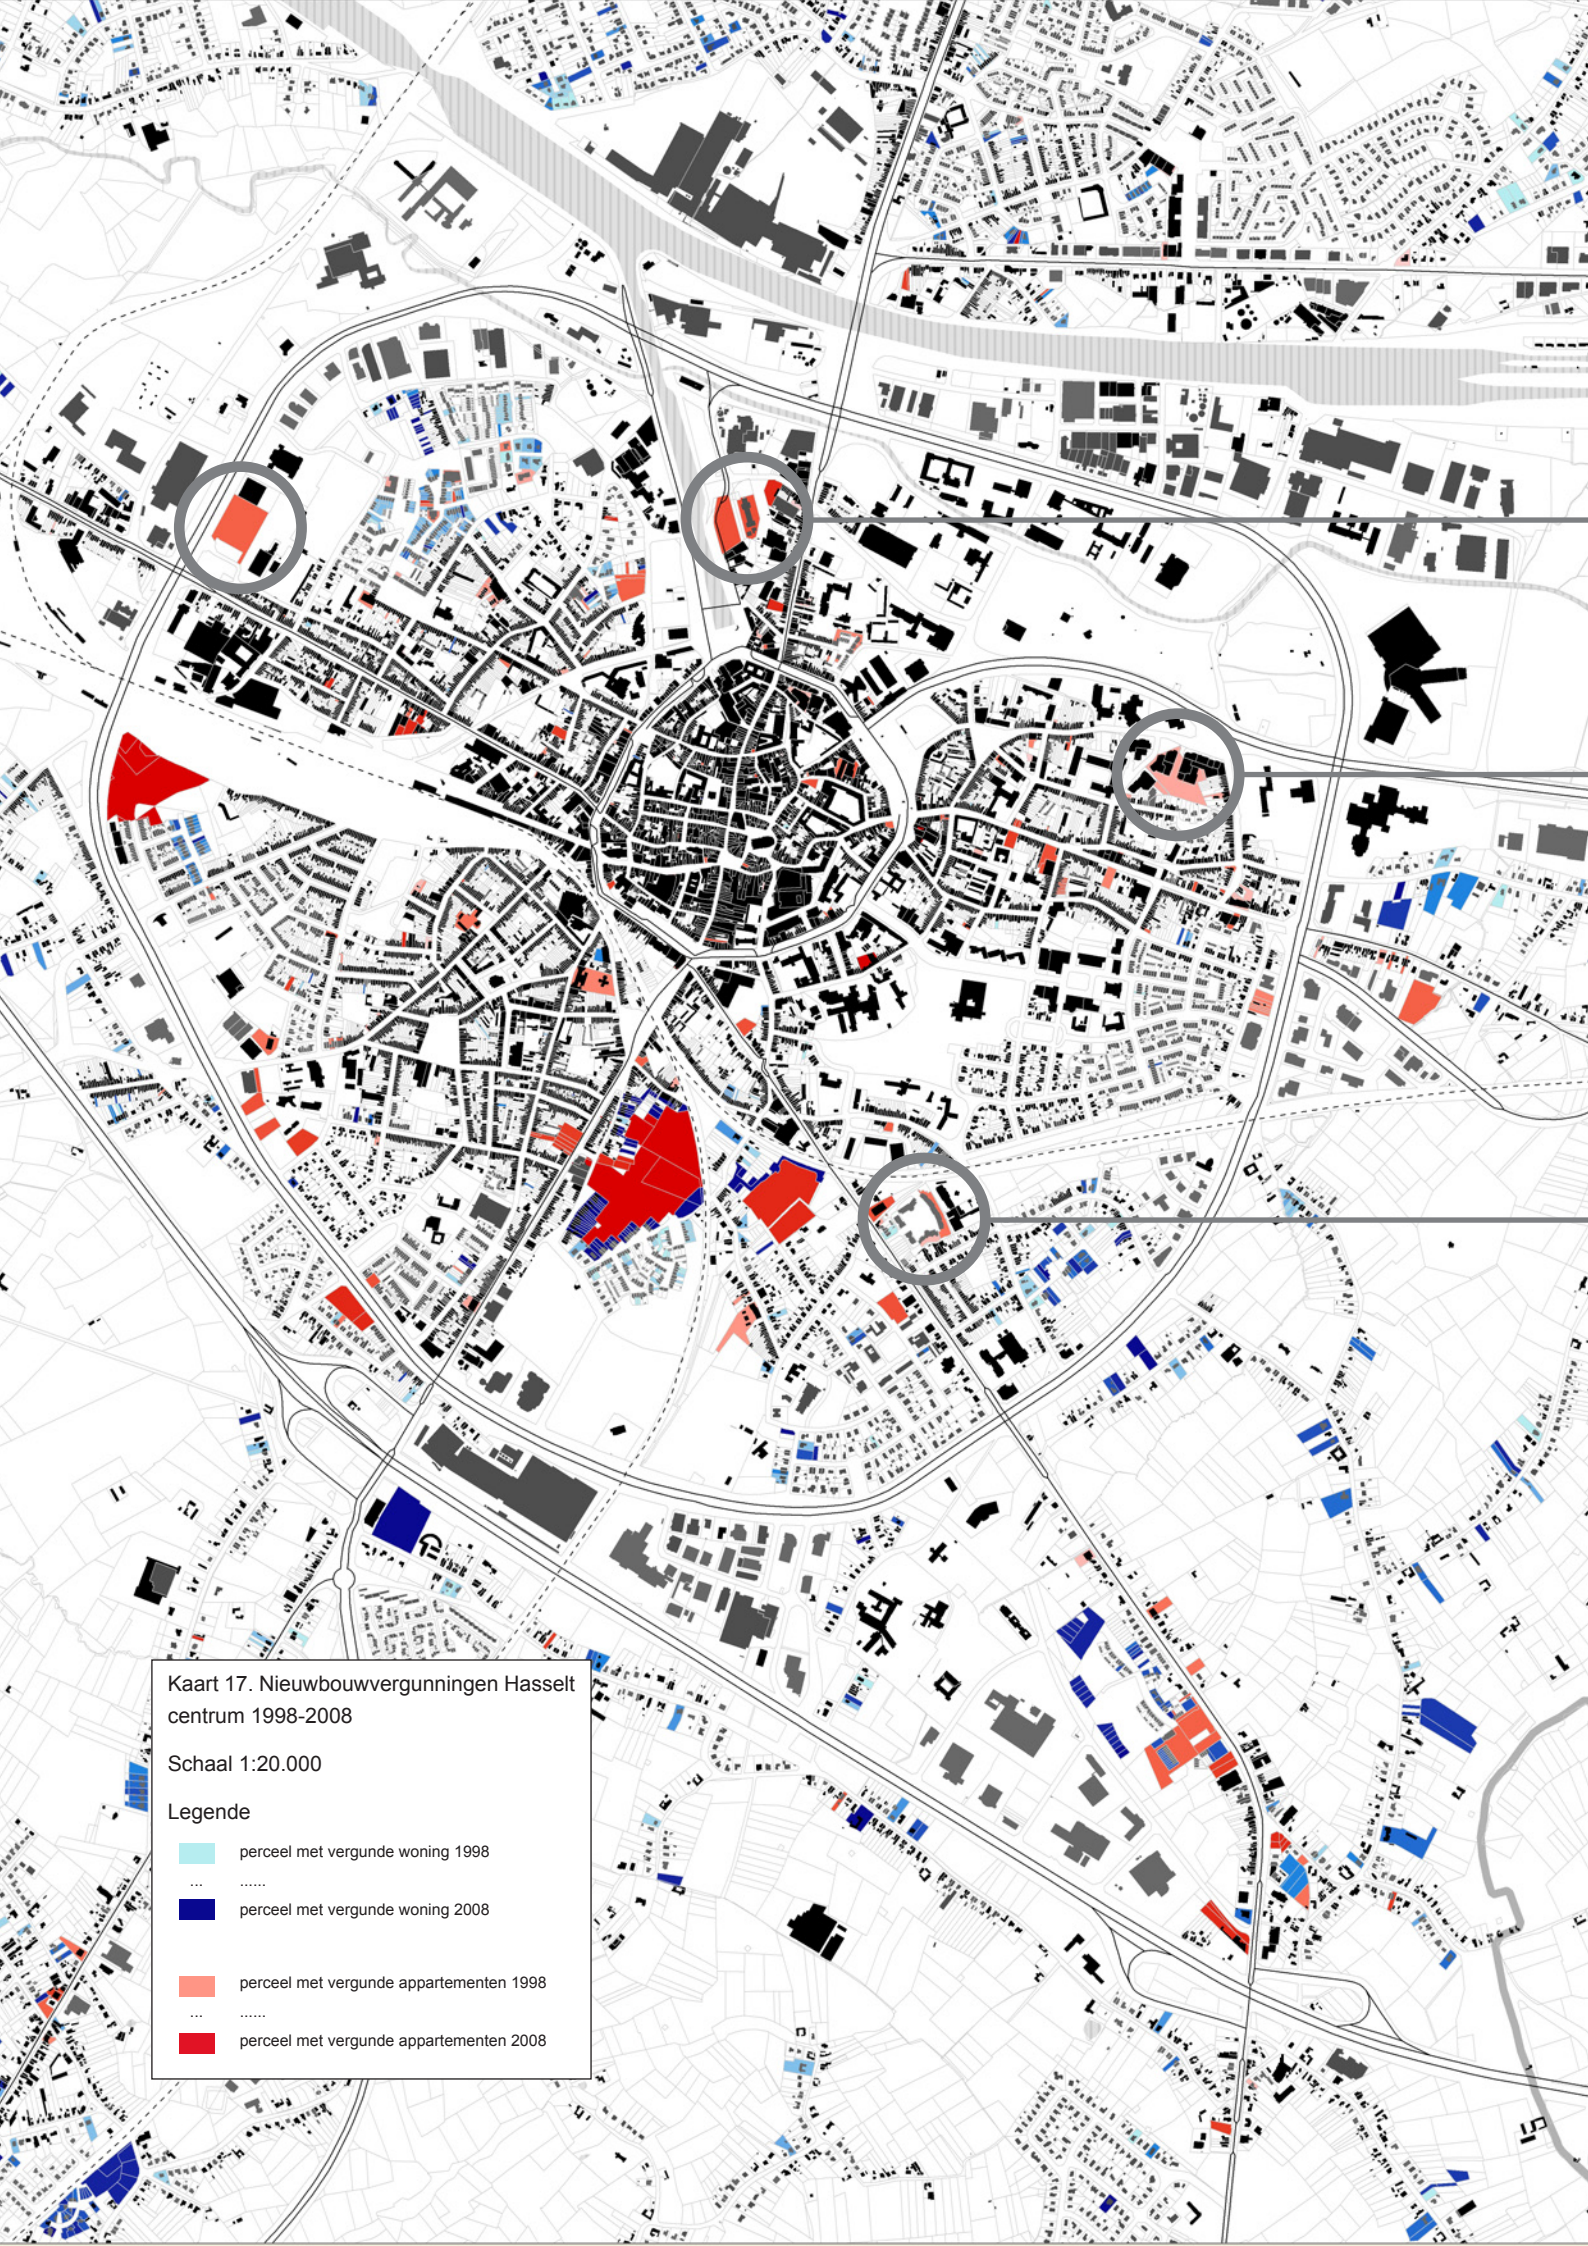 Kaart 17. Nieuwbouwvergunningen Hasselt
centrum 1998-2008
Schaal 1:20.000
Legende
perceel met vergunde woning 1998
... ......
perceel met vergunde woning 2008
perceel met vergunde appartementen 1998
... ......
perceel met vergunde appartementen 2008